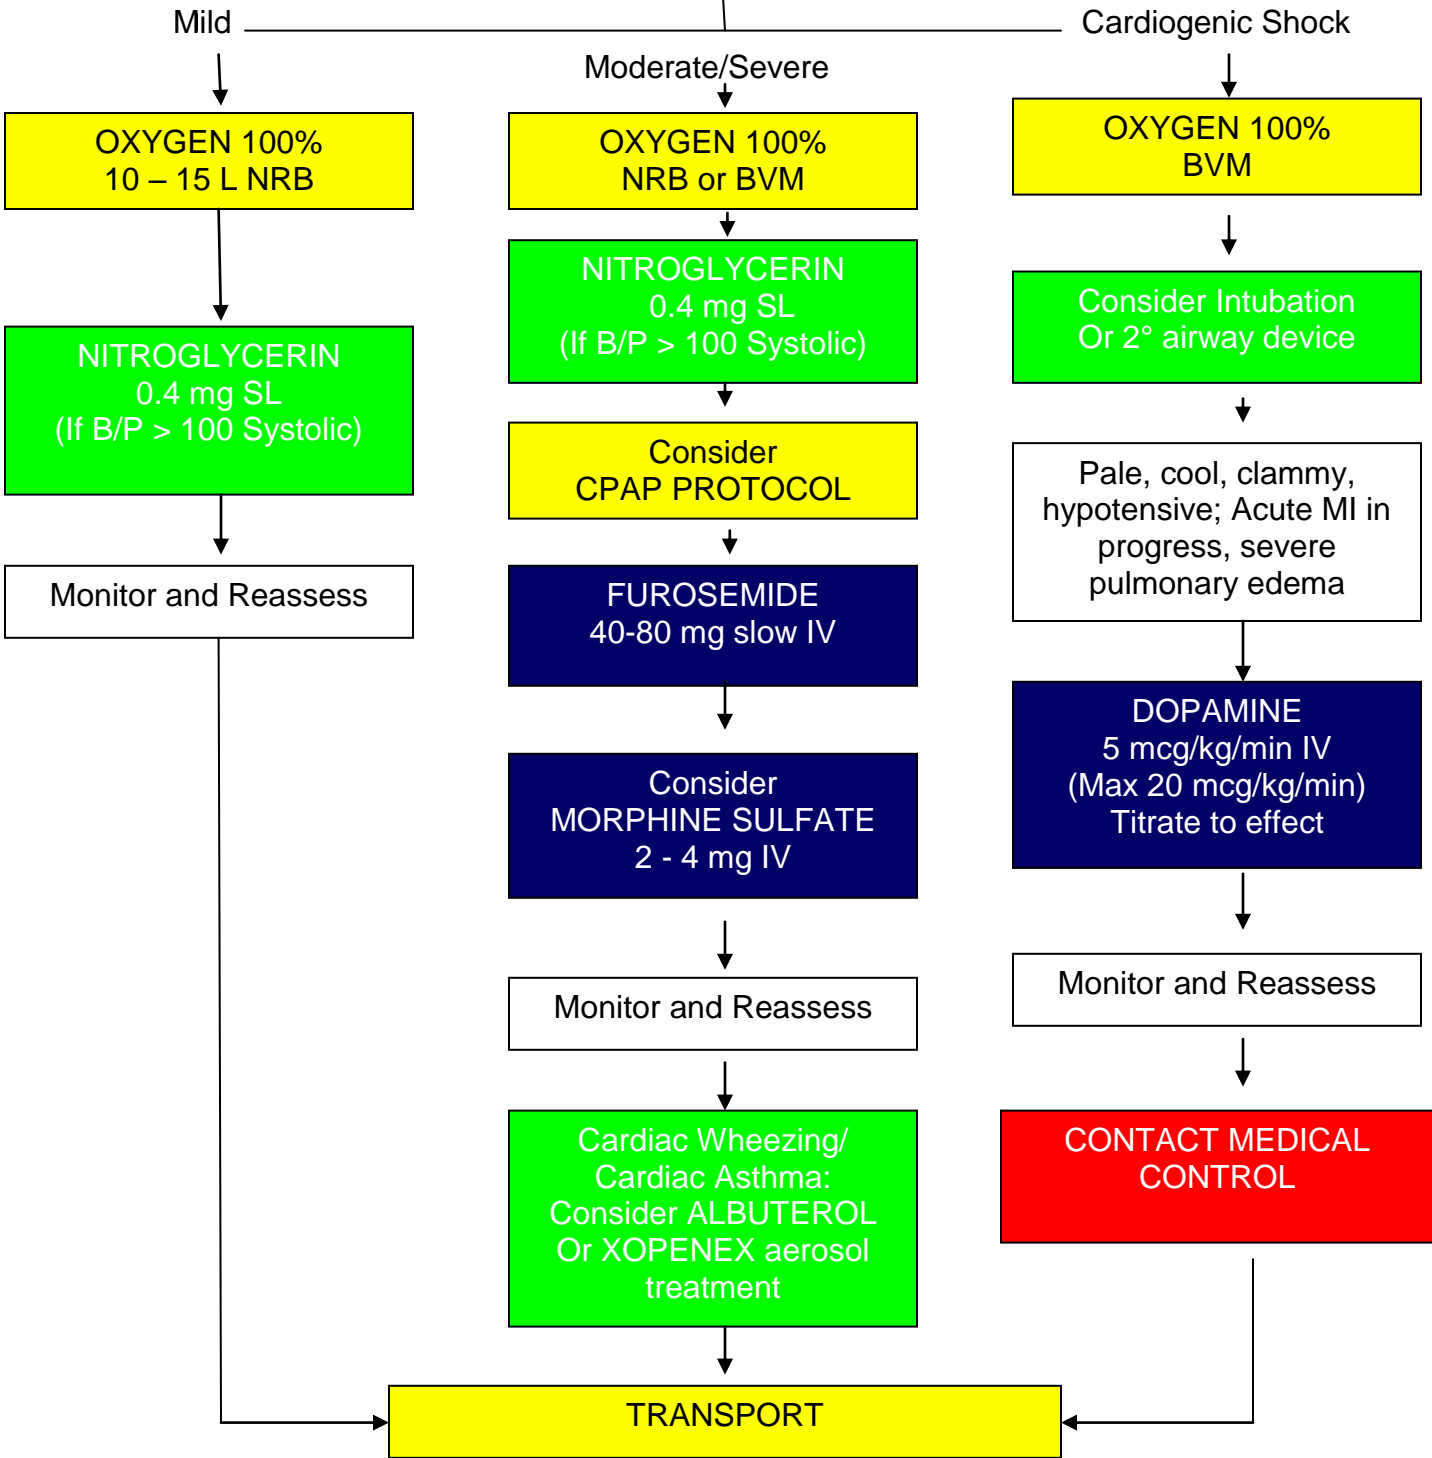 Mild
Moderate/Severe
Cardiogenic Shock
OXYGEN 100%
10 – 15 L NRB
NITROGLYCERIN
0.4 mg SL
(If B/P > 100 Systolic)
Monitor and Reassess
OXYGEN 100%
NRB or BVM
NITROGLYCERIN
0.4 mg SL
(If B/P > 100 Systolic)
Consider
CPAP PROTOCOL
FUROSEMIDE
40-80 mg slow IV
Consider
MORPHINE SULFATE
2 - 4 mg IV
Monitor and Reassess
Cardiac Wheezing/
Cardiac Asthma:
Consider ALBUTEROL
Or XOPENEX aerosol
treatment
OXYGEN 100%
BVM
Consider Intubation
Or 2° airway device
Pale, cool, clammy,
hypotensive; Acute MI in
progress, severe
pulmonary edema
DOPAMINE
5 mcg/kg/min IV
(Max 20 mcg/kg/min)
Titrate to effect
Monitor and Reassess
CONTACT MEDICAL
CONTROL
TRANSPORT